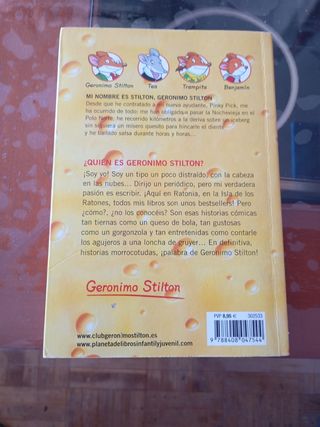 Geronimo Stilton Tea Trampita Benjamín
MI NOMBRE ES STILTON, GERONIMO STILTON
Desde que he contratado a mi nueva ayudante, Pinky Pick, me
ha ocurrido de todo: me han obligado a pasar la Nochevieja en el
Polo Norte, he recorrido kilómetros a la deriva sobre un iceberg
sin siquiera un mísero quesito para hincarle el diente
y he bailado salsa durante horas y horas...
¿QUIÉN ES GERONIMO STILTON?
¡Soy yo! Soy un tipo un poco distraído, con la cabeza
en las nubes... Dirijo un periódico, pero mi verdadera
pasión es escribir. ¡Aquí en Ratonia, en la Isla de los
Ratones, todos mis libros son unos bestsellers! Pero
¿cómo?, ¿no los conocéis? Son esas historias cómicas
tan tiernas como un queso de bola, tan gustosas
como un gorgonzola y tan entretenidas como contarle
los agujeros a una loncha de gruyer... En definitiva,
historias morrocotudas, ¡palabra de Geronimo Stilton!
Geronimo Stilton
www.clubgeronimostilton.es
www.planetadelibrosinfantilyjuvenil.com
PVP 8,95 € 302533
9 788408 047544